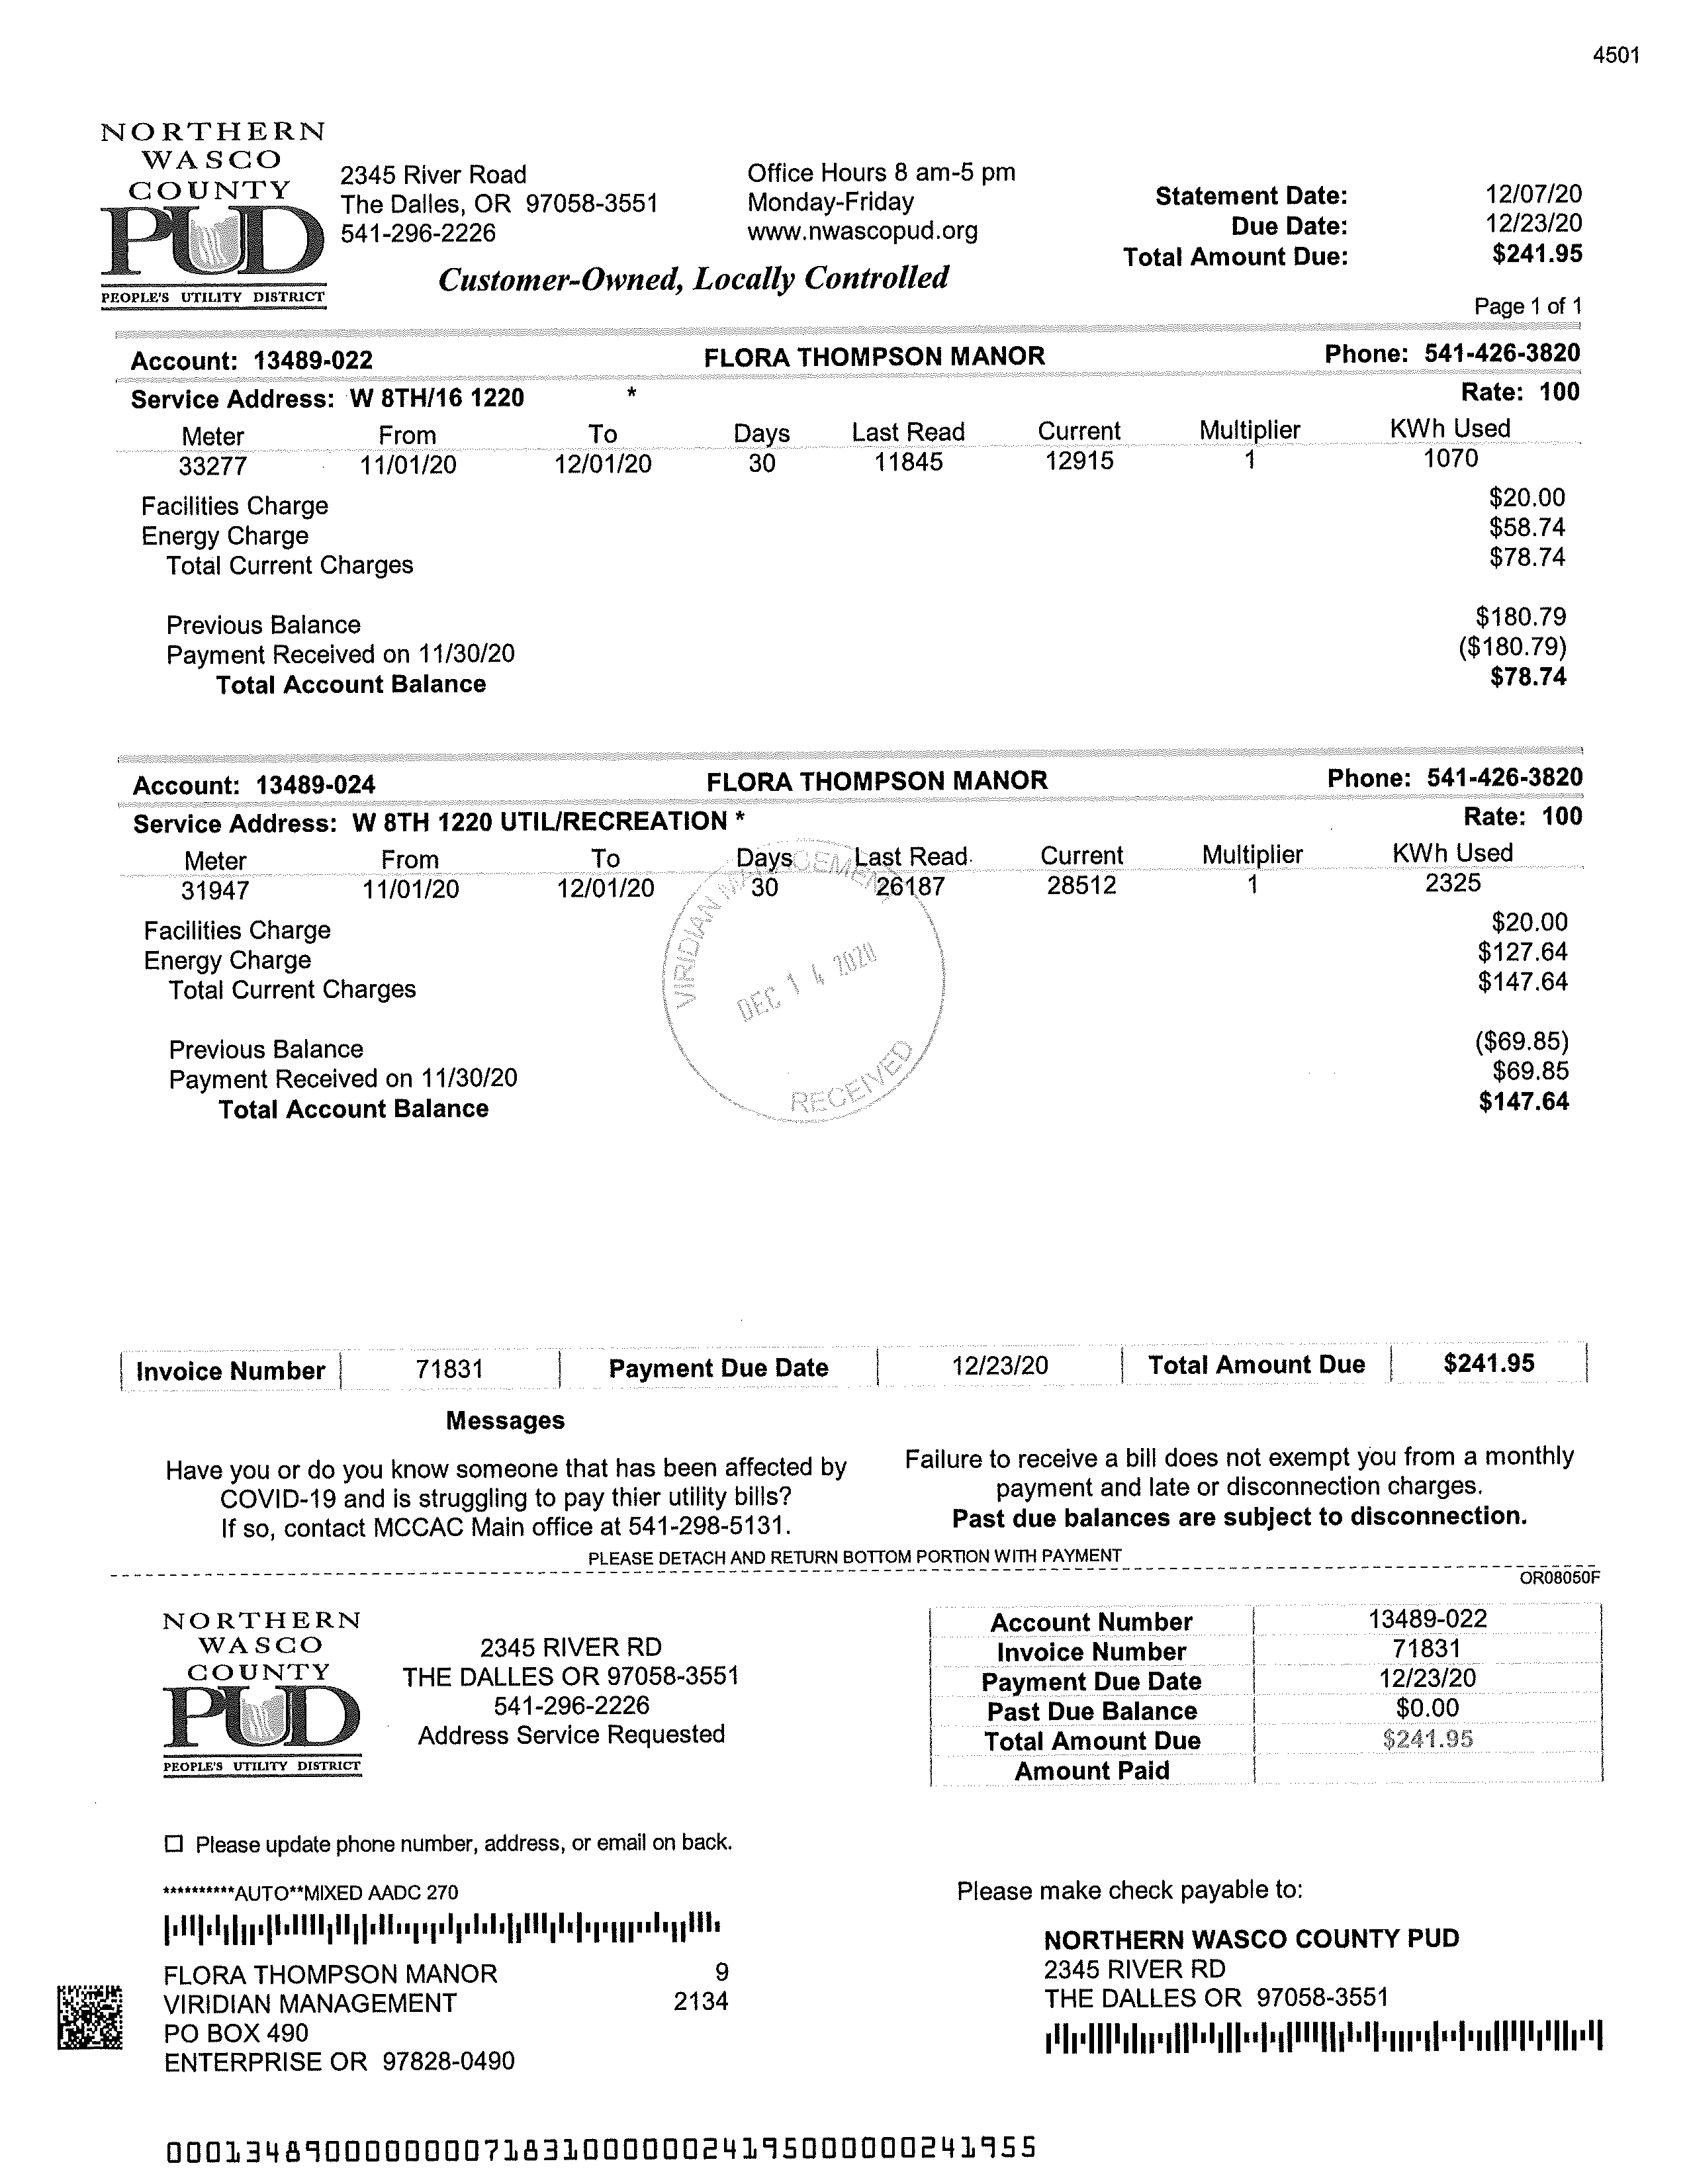 4501
NORTHERN
WASCO
COUNTY
PUD
PEOPLE'S UTILITY DISTRICT
2345 River Road
The Dalles, OR 97058-3551
541-296-2226
Office Hours 8 am-5 pm
Monday-Friday
www.nwascopud.org
Customer-Owned, Locally Controlled
Statement Date: 12/07/20
Due Date: 12/23/20
Total Amount Due: $241.95
Page 1 of 1
Account: 13489-022 FLORA THOMPSON MANOR Phone: 541-426-3820
Service Address: W 8TH/16 1220 * Rate: 100
Meter From To Days Last Read Current Multiplier KWh Used
33277 11/01/20 12/01/20 30 11845 12915 1 1070
Facilities Charge $20.00
Energy Charge $58.74
Total Current Charges $78.74
Previous Balance $180.79
Payment Received on 11/30/20 ($180.79)
Total Account Balance $78.74
Account: 13489-024 FLORA THOMPSON MANOR Phone: 541-426-3820
Service Address: W 8TH 1220 UTIL/RECREATION * Rate: 100
Meter From To Days Last Read Current Multiplier KWh Used
31947 11/01/20 12/01/20 30 26187 28512 1 2325
Facilities Charge $20.00
Energy Charge $127.64
Total Current Charges $147.64
Previous Balance ($69.85)
Payment Received on 11/30/20 $69.85
Total Account Balance $147.64
VIRIDIAN MANAGEMENT
DEC 14 2020
RECEIVED
Invoice Number 71831 Payment Due Date 12/23/20 Total Amount Due $241.95
Messages
Have you or do you know someone that has been affected by
COVID-19 and is struggling to pay thier utility bills?
If so, contact MCCAC Main office at 541-298-5131.
Failure to receive a bill does not exempt you from a monthly
payment and late or disconnection charges.
Past due balances are subject to disconnection.
PLEASE DETACH AND RETURN BOTTOM PORTION WITH PAYMENT
OR08050F
NORTHERN
WASCO
COUNTY
PUD
PEOPLE'S UTILITY DISTRICT
2345 RIVER RD
THE DALLES OR 97058-3551
541-296-2226
Address Service Requested
Account Number 13489-022
Invoice Number 71831
Payment Due Date 12/23/20
Past Due Balance $0.00
Total Amount Due $241.95
Amount Paid
Please update phone number, address, or email on back.
**********AUTO**MIXED AADC 270
FLORA THOMPSON MANOR 9
VIRIDIAN MANAGEMENT 2134
PO BOX 490
ENTERPRISE OR 97828-0490
Please make check payable to:
NORTHERN WASCO COUNTY PUD
2345 RIVER RD
THE DALLES OR 97058-3551
000134890000000071831000000241950000002419​55